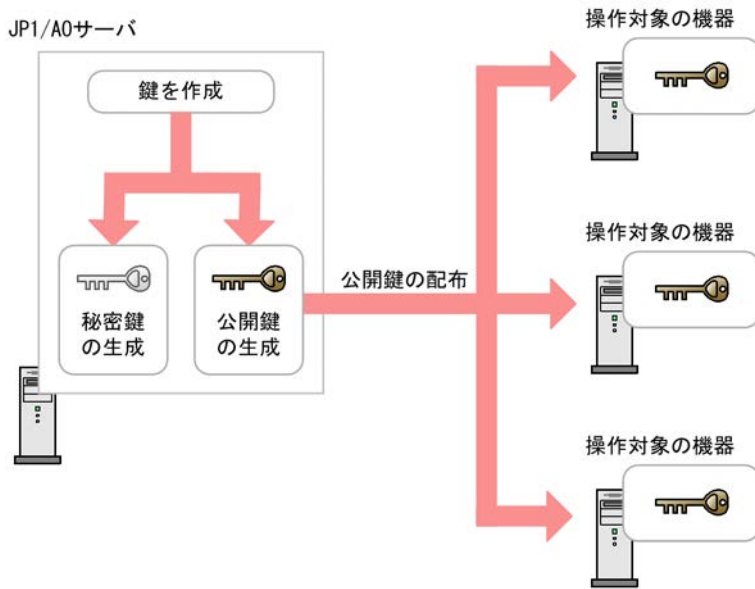 JP1/AOサーバ
鍵を作成
秘密鍵
の生成
公開鍵
の生成
公開鍵の配布
操作対象の機器
操作対象の機器
操作対象の機器